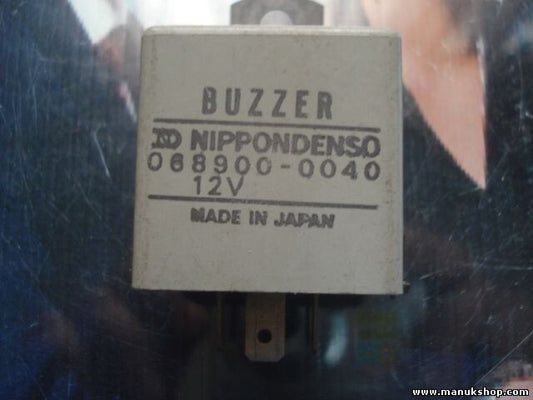 BUZZER
ND NIPPONDENSO
068900-0040
12V
MADE IN JAPAN
www.manukshop.com